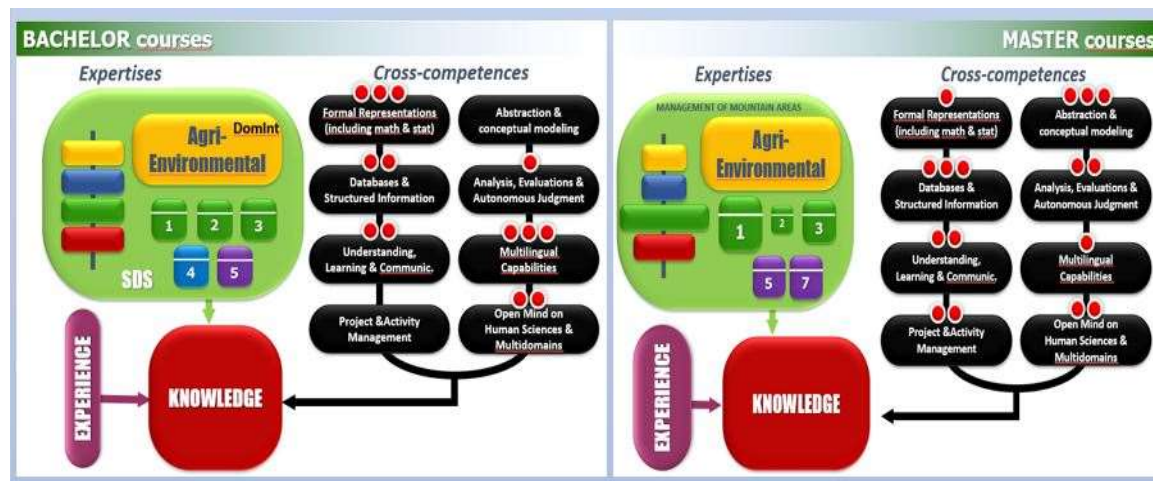 BACHELOR courses
Expertises
Cross-competences
DomInt
Agri-
Environmental
1
2
3
4
5
SDS
EXPERIENCE
KNOWLEDGE
Formal Representations
(including math & stat)
Databases &
Structured Information
Understanding,
Learning & Communic.
Project &Activity
Management
Abstraction &
conceptual modeling
Analysis, Evaluations &
Autonomous Judgment
Multilingual
Capabilities
Open Mind on
Human Sciences &
Multidomains
MASTER courses
Expertises
Cross-competences
MANAGEMENT OF MOUNTAIN AREAS
Agri-
Environmental
1
2
3
5
7
EXPERIENCE
KNOWLEDGE
Formal Representations
(including math & stat)
Databases &
Structured Information
Understanding,
Learning & Communic.
Project &Activity
Management
Abstraction &
conceptual modeling
Analysis, Evaluations &
Autonomous Judgment
Multilingual
Capabilities
Open Mind on
Human Sciences &
Multidomains